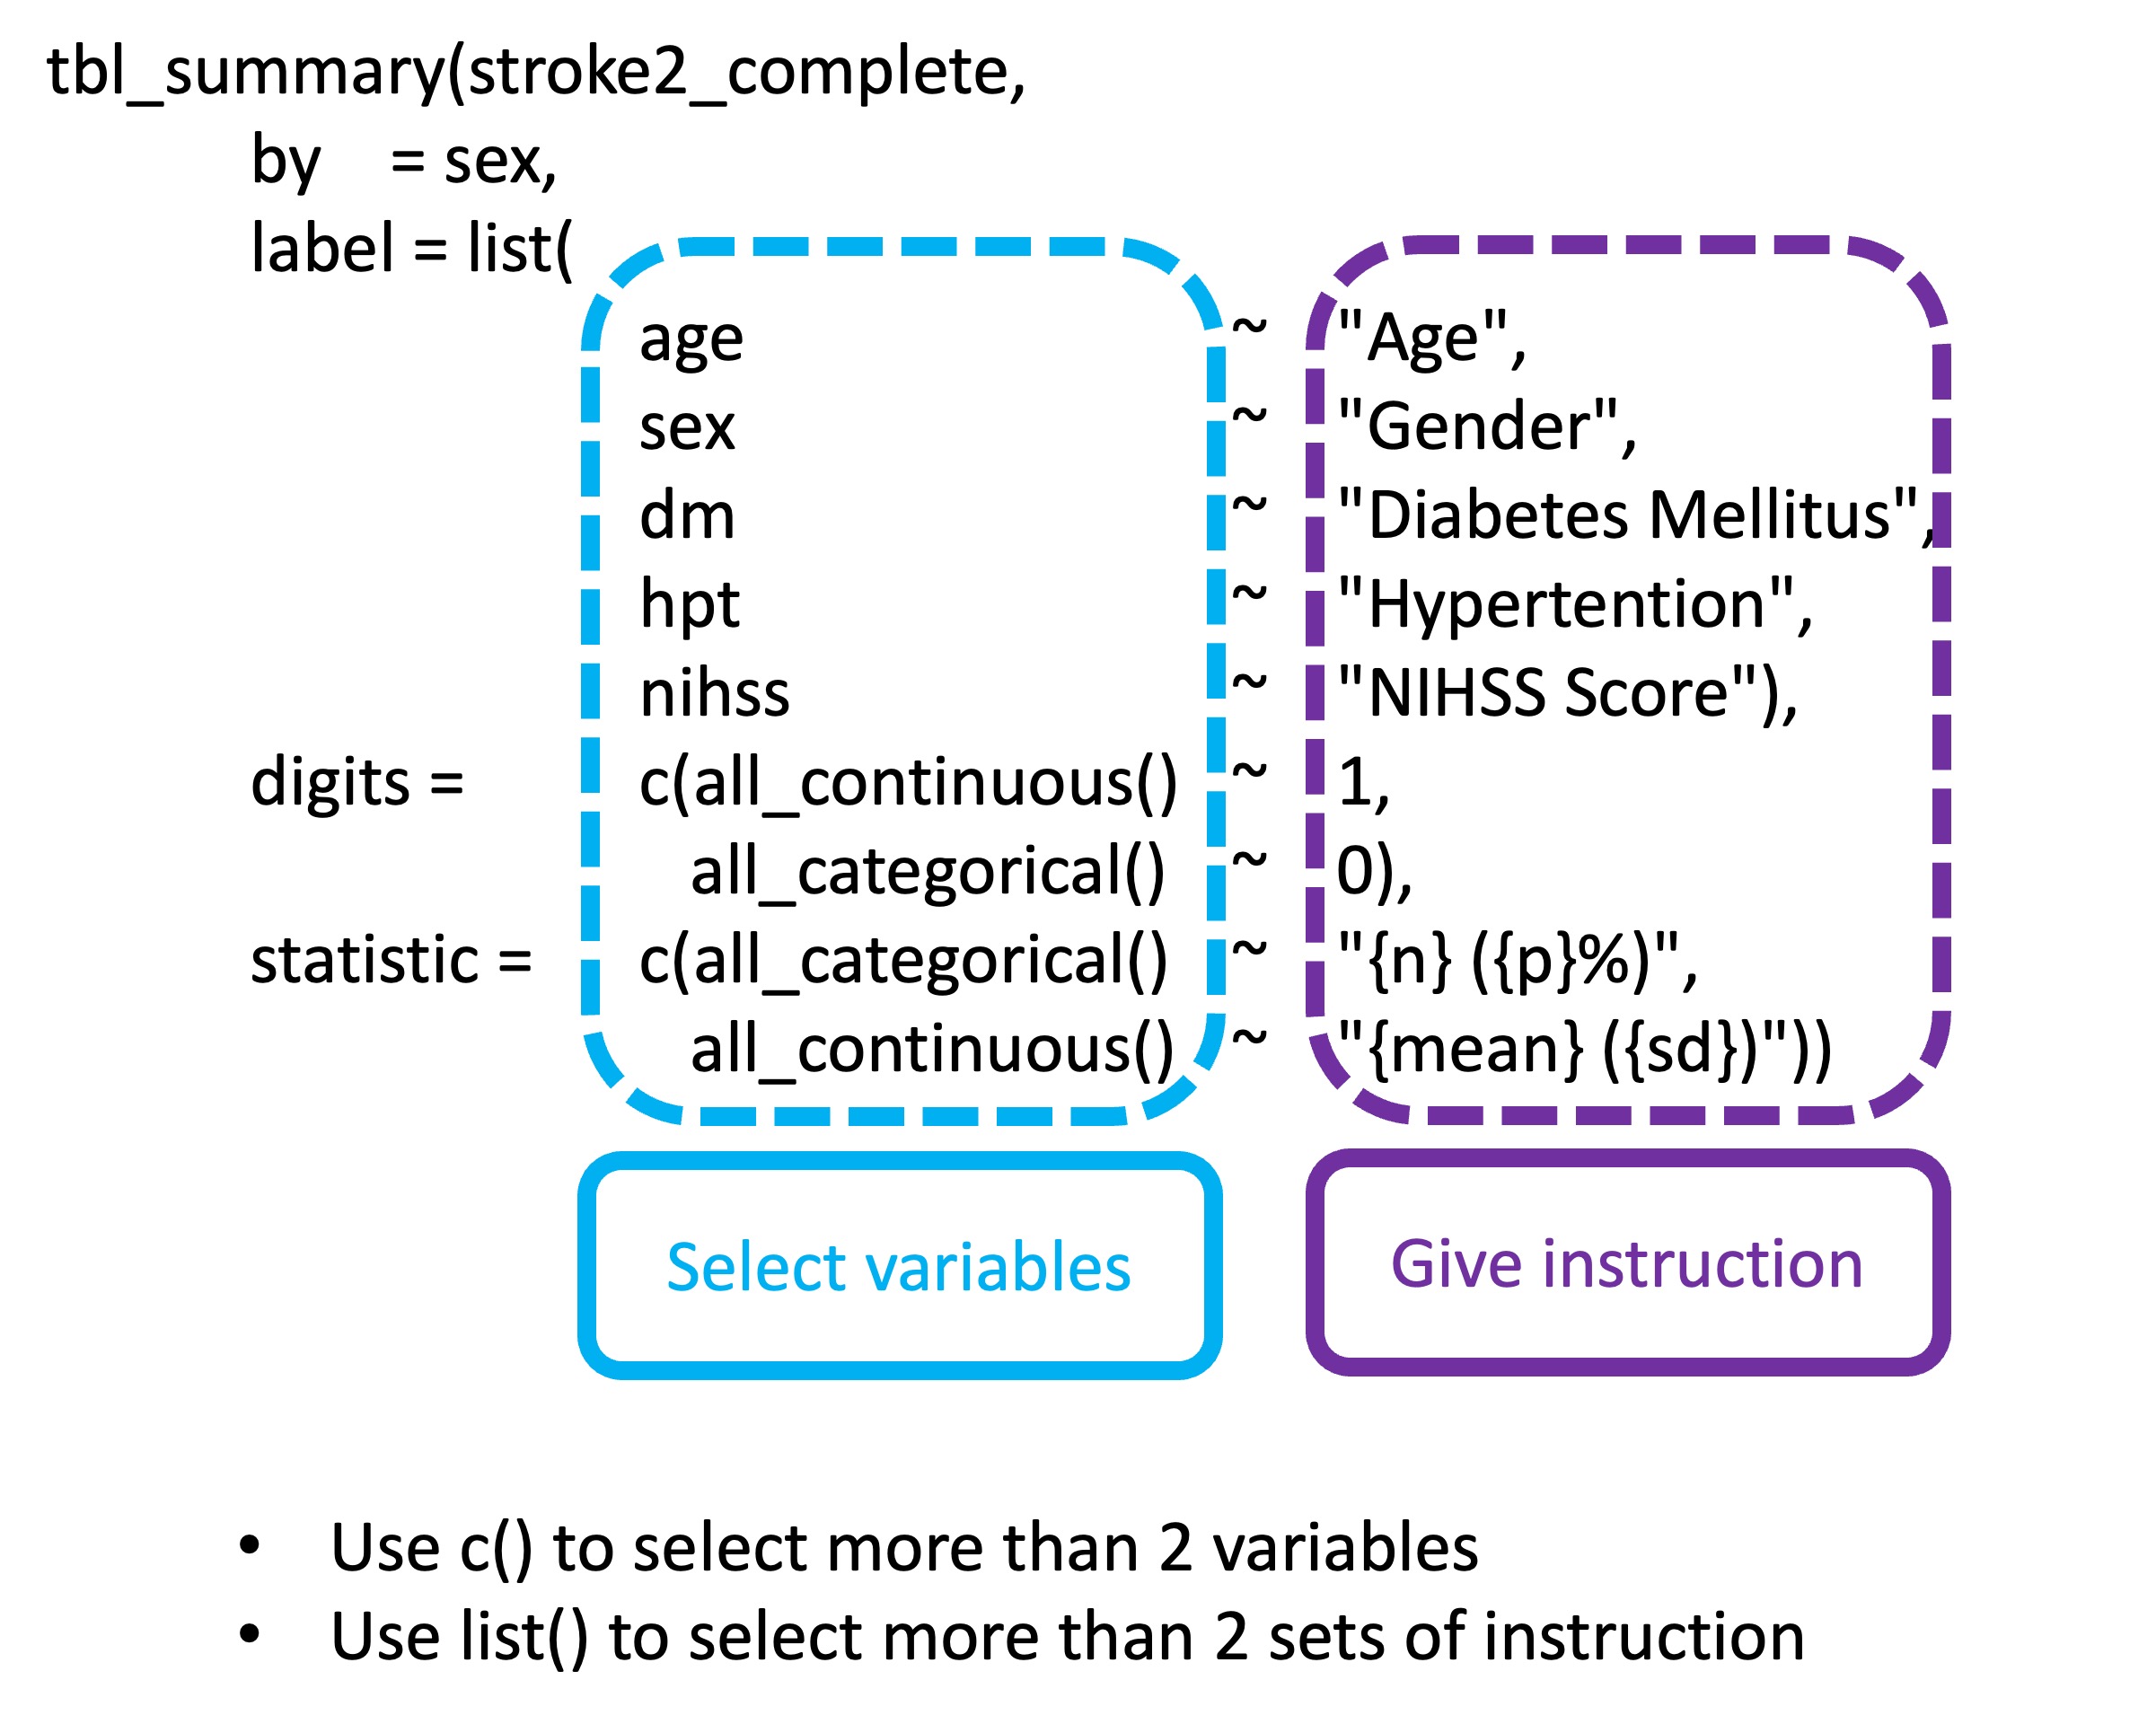 tbl_summary(stroke2_complete,
by = sex,
label = list(
age ~ "Age",
sex ~ "Gender",
dm ~ "Diabetes Mellitus",
hpt ~ "Hypertention",
nihss ~ "NIHSS Score"),
digits = c(all_continuous() ~ 1,
all_categorical() ~ 0),
statistic = c(all_categorical() ~ "{n} ({p}%)",
all_continuous() ~ "{mean} ({sd})"))
Select variables
Give instruction
• Use c() to select more than 2 variables
• Use list() to select more than 2 sets of instruction